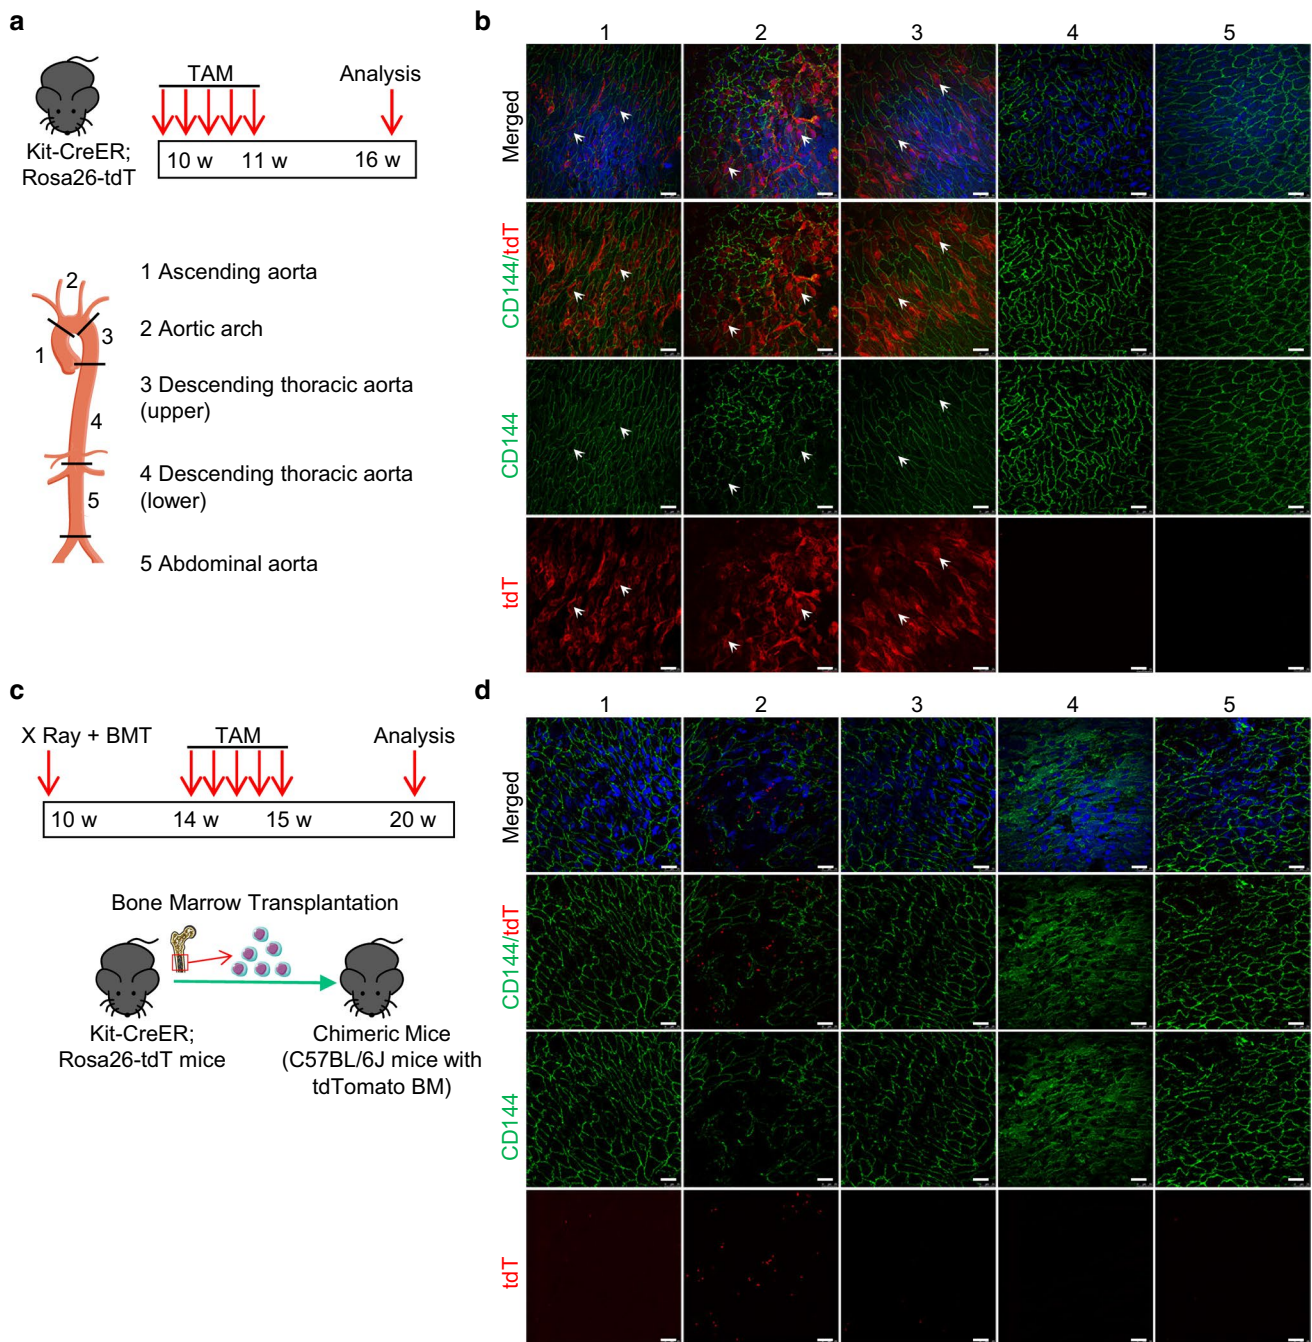 a
TAM
Analysis
10 w
11 w
16 w
Kit-CreER;
Rosa26-tdT
2
3
1
4
5
1 Ascending aorta
2 Aortic arch
3 Descending thoracic aorta
(upper)
4 Descending thoracic aorta
(lower)
5 Abdominal aorta
b
1
2
3
4
5
Merged
CD144/tdT
CD144
tdT
c
X Ray + BMT
TAM
Analysis
10 w
14 w
15 w
20 w
Bone Marrow Transplantation
Kit-CreER;
Rosa26-tdT mice
Chimeric Mice
(C57BL/6J mice with
tdTomato BM)
d
1
2
3
4
5
Merged
CD144/tdT
CD144
tdT